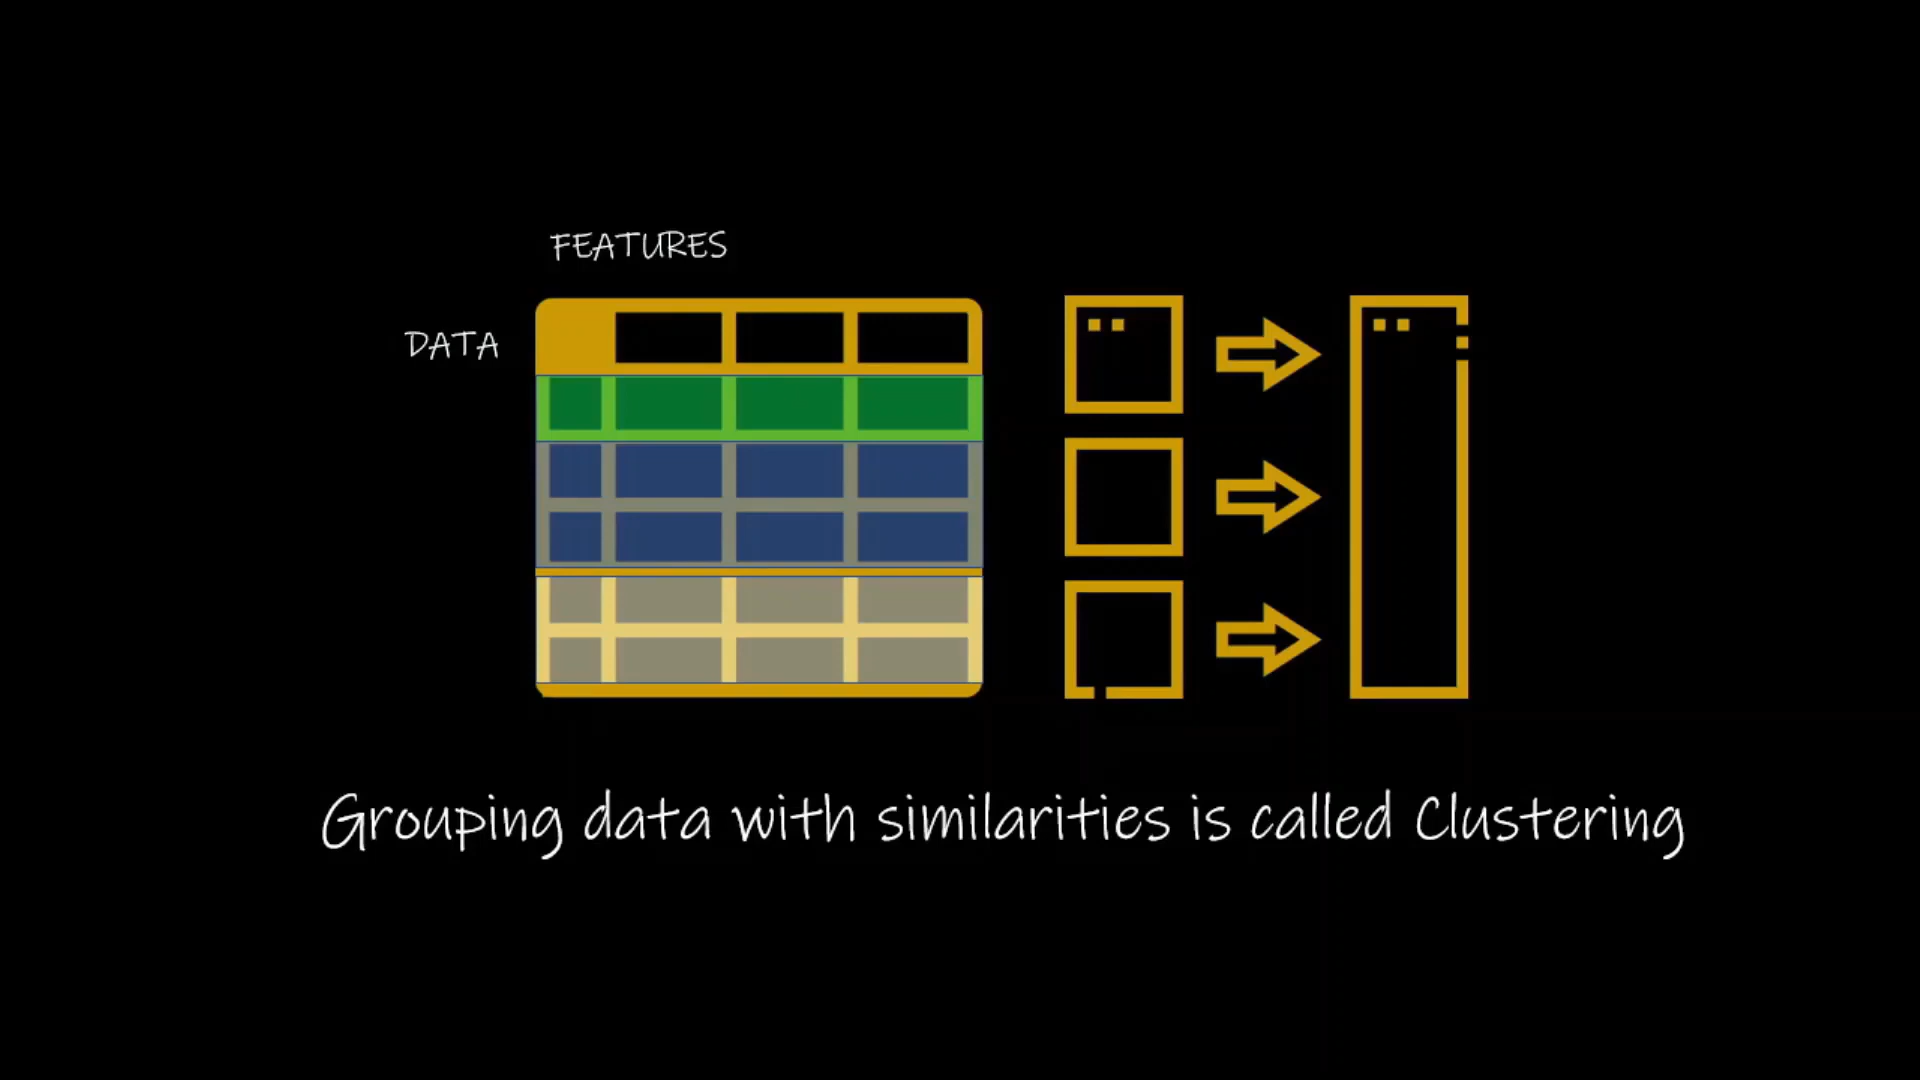 FEATURES
DATA
Grouping data with similarities is called Clustering